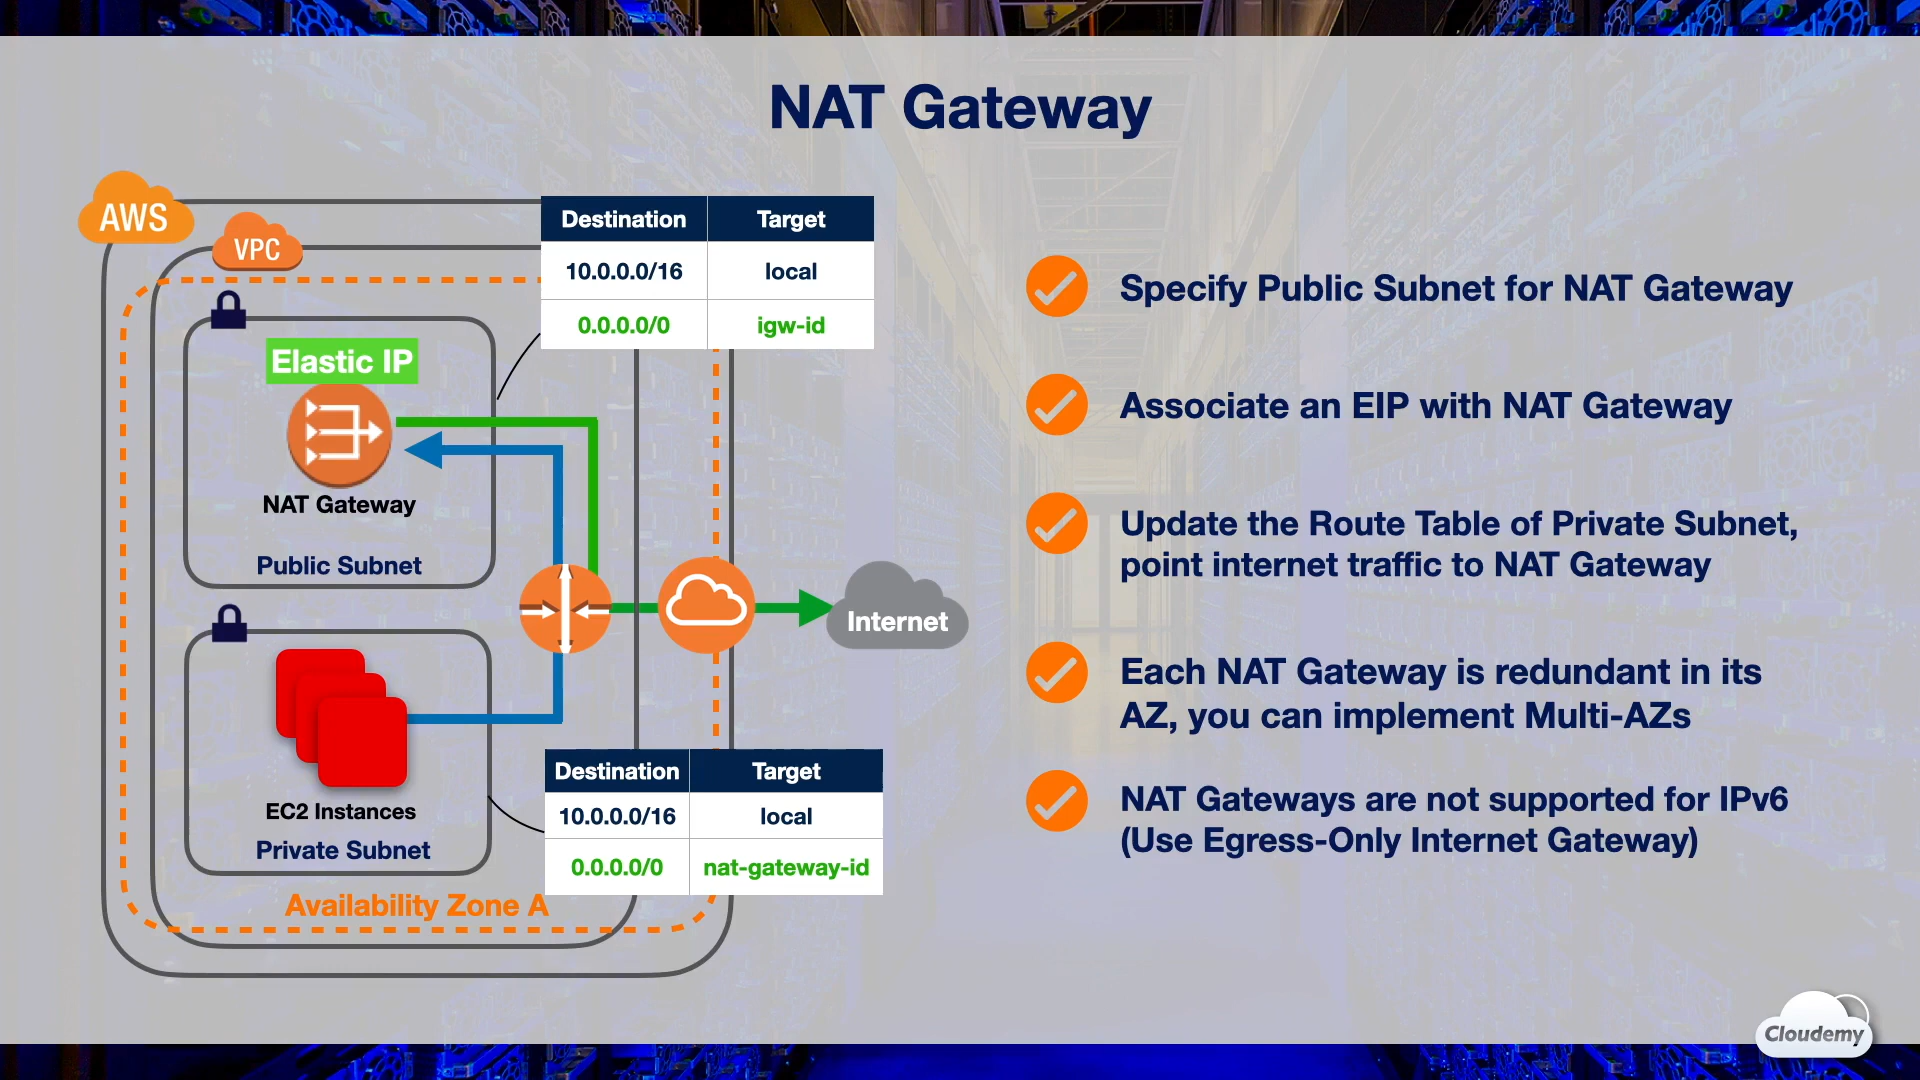 NAT Gateway
AWS
VPC
Destination Target
10.0.0.0/16 local
0.0.0.0/0 igw-id
Elastic IP
NAT Gateway
Public Subnet
Internet
EC2 Instances
Private Subnet
Destination Target
10.0.0.0/16 local
0.0.0.0/0 nat-gateway-id
Availability Zone A
Specify Public Subnet for NAT Gateway
Associate an EIP with NAT Gateway
Update the Route Table of Private Subnet,
point internet traffic to NAT Gateway
Each NAT Gateway is redundant in its
AZ, you can implement Multi-AZs
NAT Gateways are not supported for IPv6
(Use Egress-Only Internet Gateway)
Cloudemy